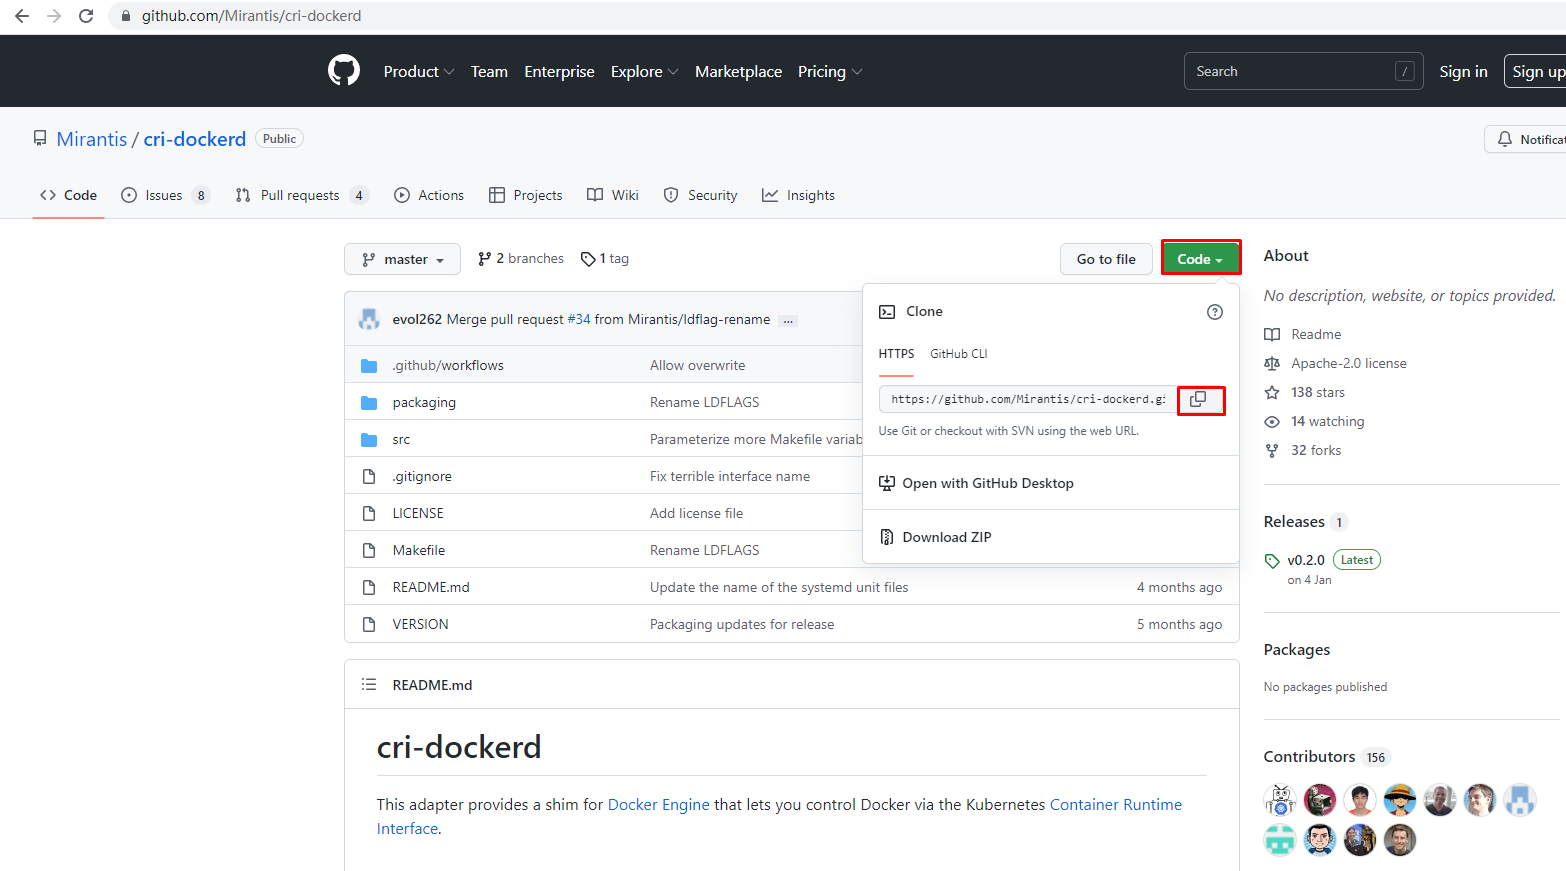 github.com/Mirantis/cri-dockerd
Product Team Enterprise Explore Marketplace Pricing Search / Sign in Sign up
Mirantis / cri-dockerd Public
Notificat
Code Issues 8 Pull requests 4 Actions Projects Wiki Security Insights
master 2 branches 1 tag Go to file Code
evol262 Merge pull request #34 from Mirantis/ldflag-rename ...
.github/workflows Allow overwrite
packaging Rename LDFLAGS
src Parameterize more Makefile variab
.gitignore Fix terrible interface name
LICENSE Add license file
Makefile Rename LDFLAGS
README.md Update the name of the systemd unit files 4 months ago
VERSION Packaging updates for release 5 months ago
Clone
HTTPS GitHub CLI
https://github.com/Mirantis/cri-dockerd.gi
Use Git or checkout with SVN using the web URL.
Open with GitHub Desktop
Download ZIP
README.md
cri-dockerd
This adapter provides a shim for Docker Engine that lets you control Docker via the Kubernetes Container Runtime
Interface.
About
No description, website, or topics provided.
Readme
Apache-2.0 license
138 stars
14 watching
32 forks
Releases 1
v0.2.0 Latest
on 4 Jan
Packages
No packages published
Contributors 156